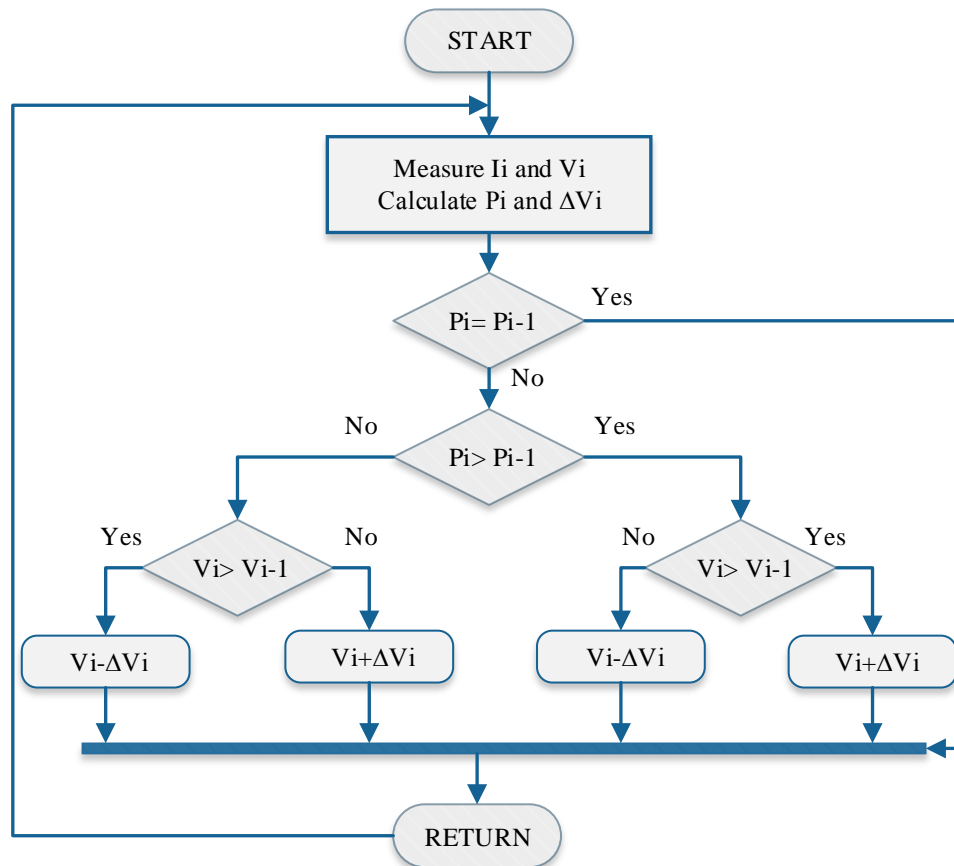 START
Measure Ii and Vi
Calculate Pi and ΔVi
Yes
Pi= Pi-1
No
No
Yes
Pi> Pi-1
Yes
No
No
Yes
Vi> Vi-1
Vi> Vi-1
Vi-ΔVi
Vi+ΔVi
Vi-ΔVi
Vi+ΔVi
RETURN